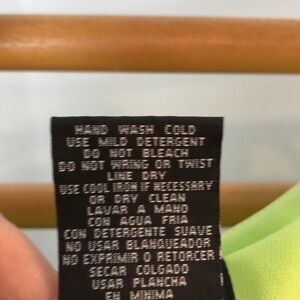 HAND WASH COLD
USE MILD DETERGENT
DO NOT BLEACH
DO NOT WRING OR TWIST
LINE DRY
USE COOL IRON IF NECESSARY
OR DRY CLEAN
LAVAR A MANO
CON AGUA FRIA
CON DETERGENTE SUAVE
NO USAR BLANQUEADOR
NO EXPRIMIR O RETORCER
SECAR COLGADO
USAR PLANCHA
EN MINIMA